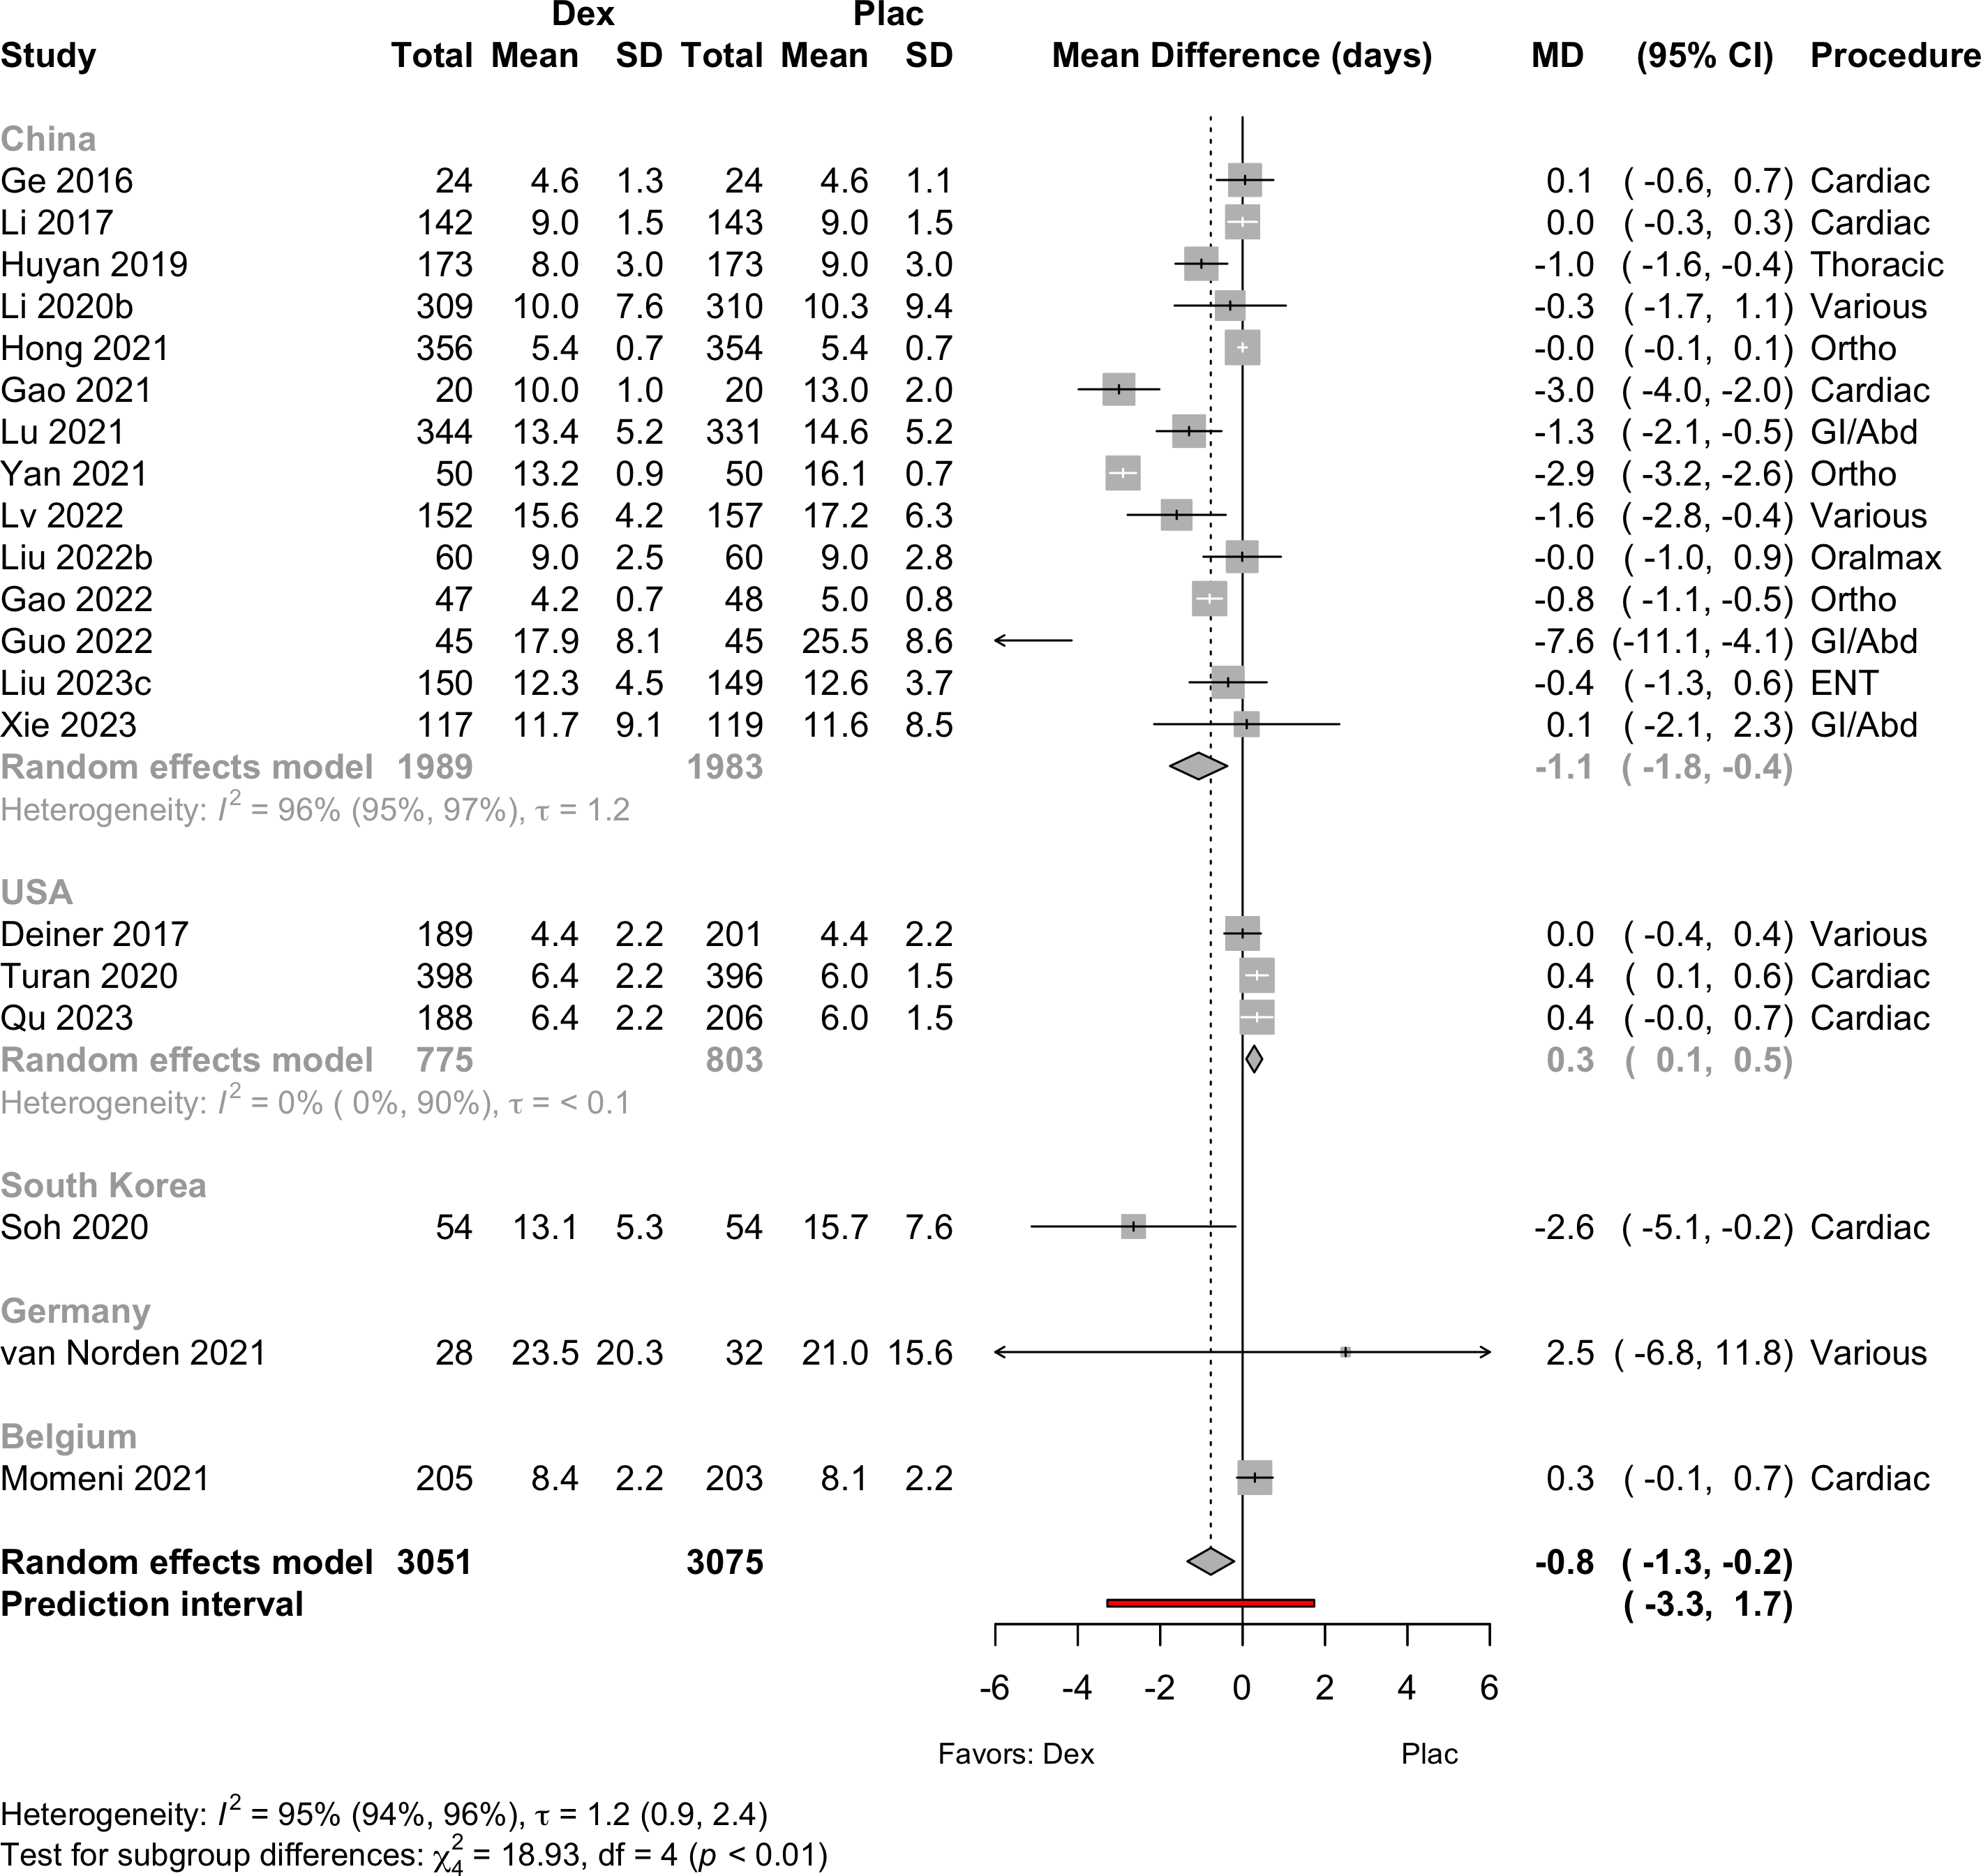 Dex Plac
Study Total Mean SD Total Mean SD Mean Difference (days) MD (95% CI) Procedure
China
Ge 2016 24 4.6 1.3 24 4.6 1.1 0.1 ( -0.6, 0.7) Cardiac
Li 2017 142 9.0 1.5 143 9.0 1.5 0.0 ( -0.3, 0.3) Cardiac
Huyan 2019 173 8.0 3.0 173 9.0 3.0 -1.0 ( -1.6, -0.4) Thoracic
Li 2020b 309 10.0 7.6 310 10.3 9.4 -0.3 ( -1.7, 1.1) Various
Hong 2021 356 5.4 0.7 354 5.4 0.7 -0.0 ( -0.1, 0.1) Ortho
Gao 2021 20 10.0 1.0 20 13.0 2.0 -3.0 ( -4.0, -2.0) Cardiac
Lu 2021 344 13.4 5.2 331 14.6 5.2 -1.3 ( -2.1, -0.5) GI/Abd
Yan 2021 50 13.2 0.9 50 16.1 0.7 -2.9 ( -3.2, -2.6) Ortho
Lv 2022 152 15.6 4.2 157 17.2 6.3 -1.6 ( -2.8, -0.4) Various
Liu 2022b 60 9.0 2.5 60 9.0 2.8 -0.0 ( -1.0, 0.9) Oralmax
Gao 2022 47 4.2 0.7 48 5.0 0.8 -0.8 ( -1.1, -0.5) Ortho
Guo 2022 45 17.9 8.1 45 25.5 8.6 -7.6 (-11.1, -4.1) GI/Abd
Liu 2023c 150 12.3 4.5 149 12.6 3.7 -0.4 ( -1.3, 0.6) ENT
Xie 2023 117 11.7 9.1 119 11.6 8.5 0.1 ( -2.1, 2.3) GI/Abd
Random effects model 1989 1983 -1.1 ( -1.8, -0.4)
Heterogeneity: I² = 96% (95%, 97%), τ = 1.2
USA
Deiner 2017 189 4.4 2.2 201 4.4 2.2 0.0 ( -0.4, 0.4) Various
Turan 2020 398 6.4 2.2 396 6.0 1.5 0.4 ( 0.1, 0.6) Cardiac
Qu 2023 188 6.4 2.2 206 6.0 1.5 0.4 ( -0.0, 0.7) Cardiac
Random effects model 775 803 0.3 ( 0.1, 0.5)
Heterogeneity: I² = 0% ( 0%, 90%), τ = < 0.1
South Korea
Soh 2020 54 13.1 5.3 54 15.7 7.6 -2.6 ( -5.1, -0.2) Cardiac
Germany
van Norden 2021 28 23.5 20.3 32 21.0 15.6 2.5 ( -6.8, 11.8) Various
Belgium
Momeni 2021 205 8.4 2.2 203 8.1 2.2 0.3 ( -0.1, 0.7) Cardiac
Random effects model 3051 3075 -0.8 ( -1.3, -0.2)
Prediction interval ( -3.3, 1.7)
-6 -4 -2 0 2 4 6
Favors: Dex Plac
Heterogeneity: I² = 95% (94%, 96%), τ = 1.2 (0.9, 2.4)
Test for subgroup differences: χ²₄ = 18.93, df = 4 (p < 0.01)